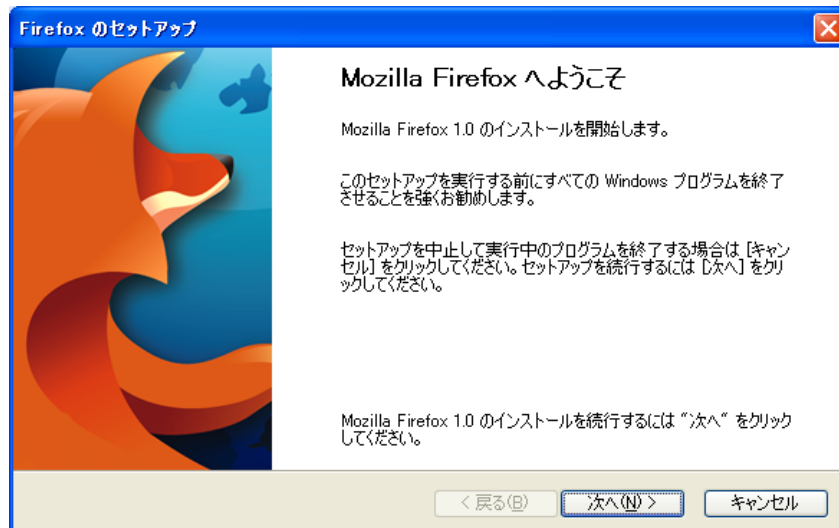 Firefox のセットアップ
Mozilla Firefox へようこそ
Mozilla Firefox 1.0 のインストールを開始します。
このセットアップを実行する前にすべての Windows プログラムを終了
させることを強くお勧めします。
セットアップを中止して実行中のプログラムを終了する場合は [キャン
セル] をクリックしてください。セットアップを続行するには [次へ] をクリ
ックしてください。
Mozilla Firefox 1.0 のインストールを続行するには "次へ" をクリック
してください。
< 戻る(B)
次へ(N) >
キャンセル